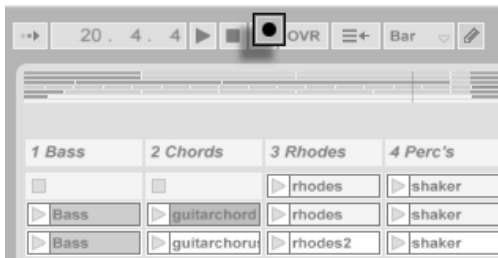 20. 4. 4 OVR Bar
1 Bass 2 Chords 3 Rhodes 4 Perc's
rhodes shaker
Bass guitarchord rhodes shaker
Bass guitarchorus rhodes2 shaker